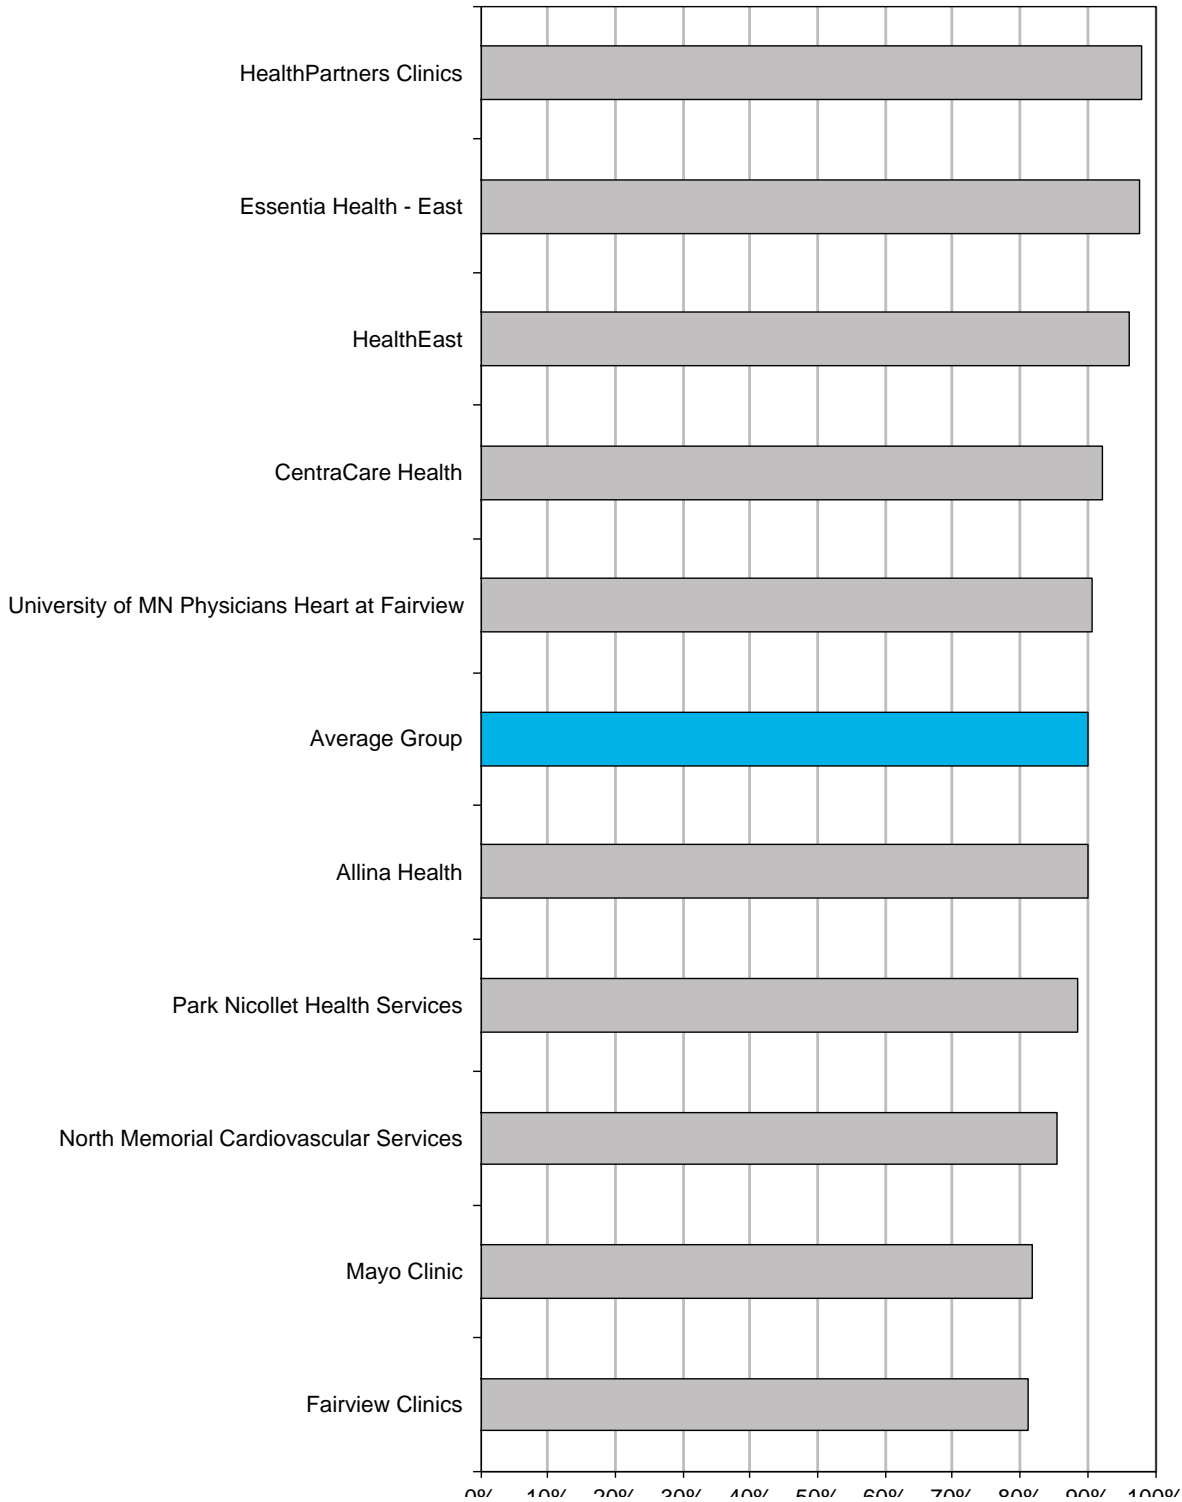 HealthPartners Clinics
Essentia Health - East
HealthEast
CentraCare Health
University of MN Physicians Heart at Fairview
Average Group
Allina Health
Park Nicollet Health Services
North Memorial Cardiovascular Services
Mayo Clinic
Fairview Clinics
0% 10% 20% 30% 40% 50% 60% 70% 80% 90% 100%